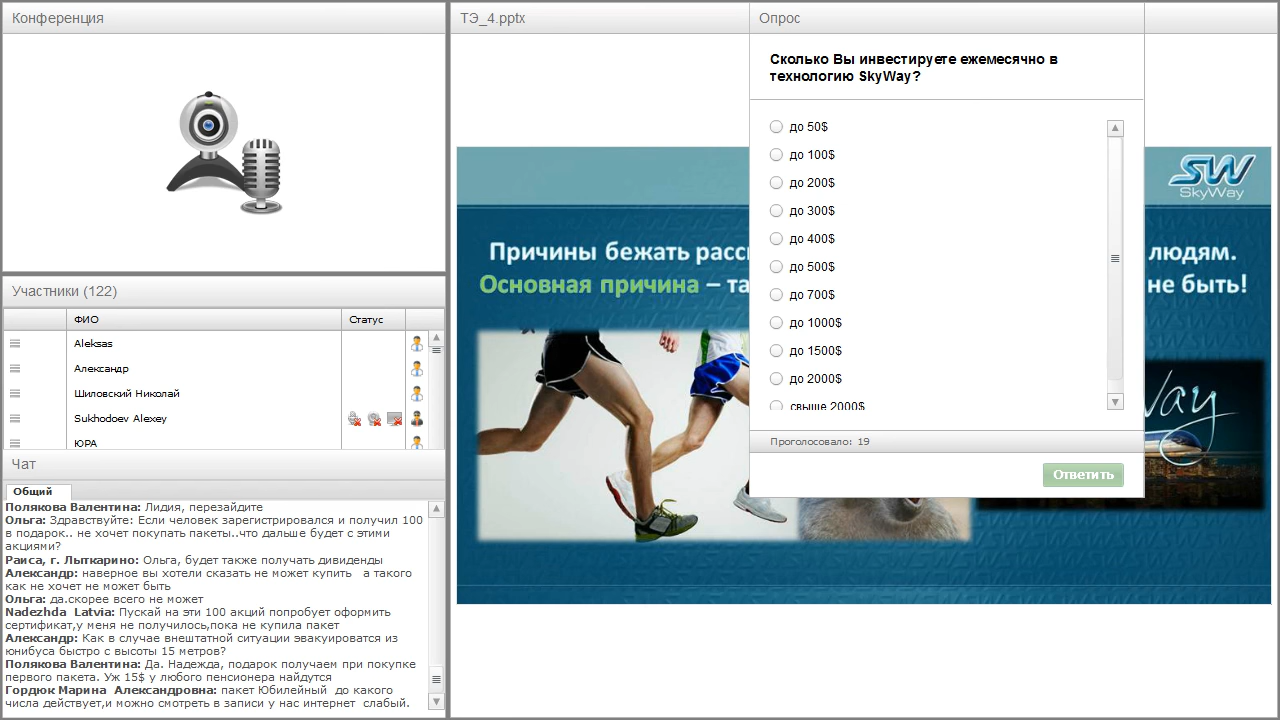 Конференция
Участники (122)
ФИО
Статус
Aleksas
Александр
Шиловский Николай
Sukhodoev Alexey
ЮРА
Чат
Общий
Полякова Валентина: Лидия, перезайдите
Ольга: Здравствуйте: Если человек зарегистрировался и получил 100
в подарок.. не хочет покупать пакеты..что дальше будет с этими
акциями?
Раиса, г. Лыткарино: Ольга, будет также получать дивиденды
Александр: наверное вы хотели сказать не может купить а такого
как не хочет не может быть
Ольга: да.скорее всего не может
Nadezhda Latvia: Пускай на эти 100 акций попробует оформить
сертификат,у меня не получилось,пока не купила пакет
Александр: Как в случае внештатной ситуации эвакуироватся из
юнибуса быстро с высоты 15 метров?
Полякова Валентина: Да. Надежда, подарок получаем при покупке
первого пакета. Уж 15$ у любого пенсионера найдутся
Гордюк Марина Александровна: пакет Юбилейный до какого
числа действует,и можно смотреть в записи у нас интернет слабый.
ТЭ_4.pptx
SW
SkyWay
Причины бежать расс
людям.
Основная причина – та
не быть!
Way
Опрос
Сколько Вы инвестируете ежемесячно в
технологию SkyWay?
до 50$
до 100$
до 200$
до 300$
до 400$
до 500$
до 700$
до 1000$
до 1500$
до 2000$
свыше 2000$
Проголосовало: 19
Ответить